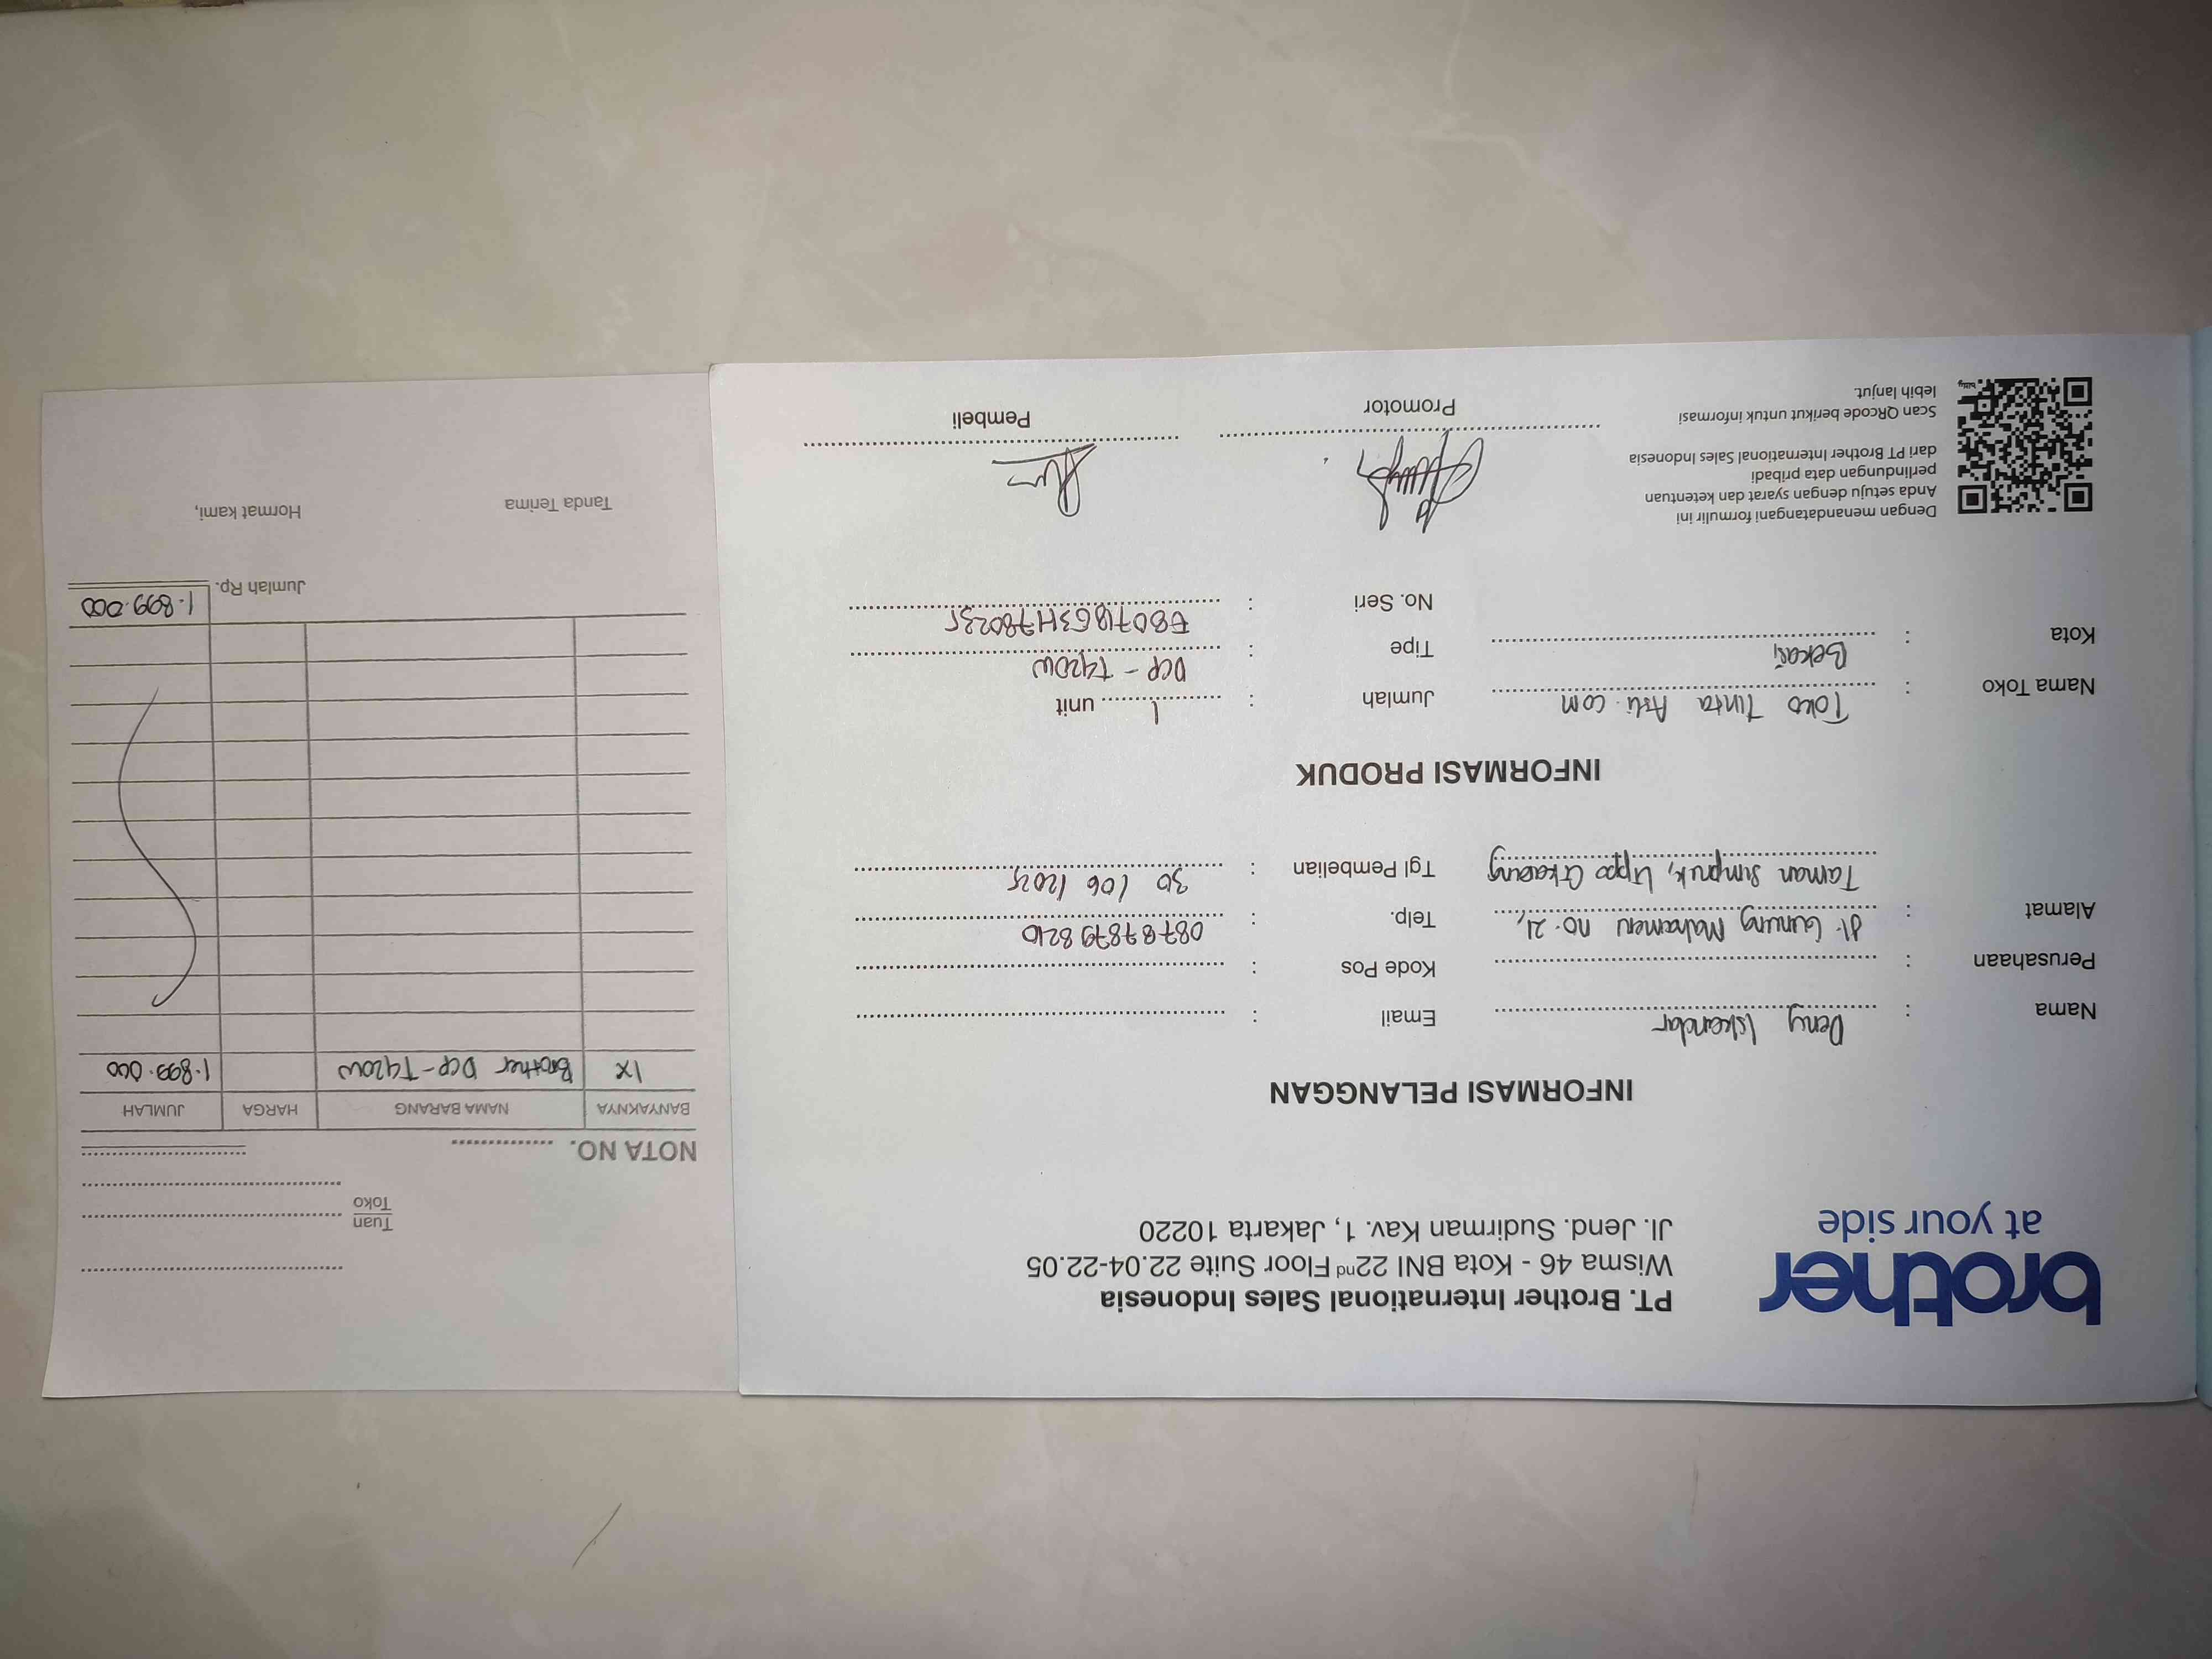 brother
at your side
PT. Brother International Sales Indonesia
Wisma 46 - Kota BNI 22nd Floor Suite 22.04-22.05
Jl. Jend. Sudirman Kav. 1, Jakarta 10220
INFORMASI PELANGGAN
Nama : Deny Iskandar
Email :
Perusahaan :
Kode Pos :
Alamat : Jl. Gunung Mahameru no. 21,
Taman Simpruk, Lippo Cikarang
Telp. : 087878798210
Tgl Pembelian : 30 / 06 / 2025
INFORMASI PRODUK
Nama Toko : Toko Tinta Asli.com
Jumlah : 1 unit
Kota : Bekasi
Tipe : DCP-T420W
No. Seri :
Dengan menandatangani formulir ini
Anda setuju dengan syarat dan ketentuan
perlindungan data pribadi
dari PT Brother International Sales Indonesia
Scan QRcode berikut untuk informasi
lebih lanjut.
bitly
Promotor
Pembeli
Tuan
Toko
NOTA NO.
BANYAKNYA NAMA BARANG HARGA JUMLAH
1x Brother DCP-T420W 1.899.000
Jumlah Rp. 1.899.000
Tanda Terima
Hormat kami,